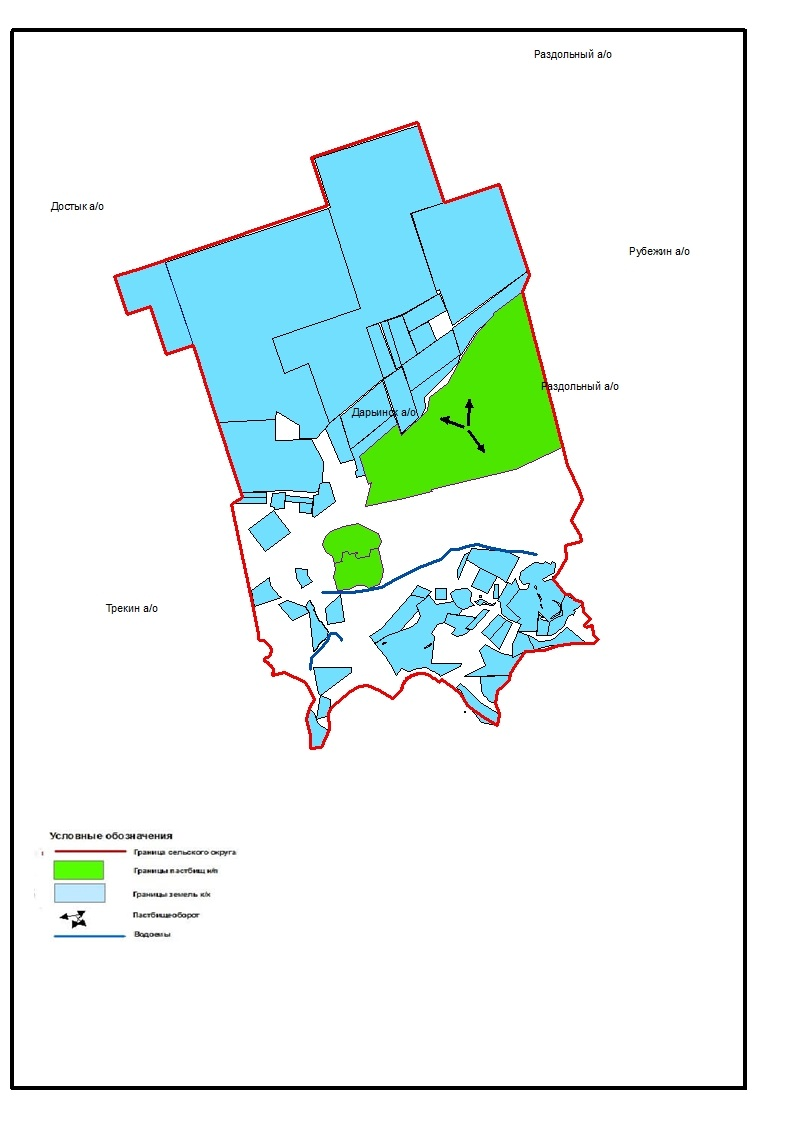 Раздольный а/о
Достык а/о
Рубежин а/о
Раздольный а/о
Дарьинск а/о
Трекин а/о
Условные обозначения
Граница сельского округа
Границы пастбищ н/п
Границы земель к/х
Пастбищеоборот
Водоемы